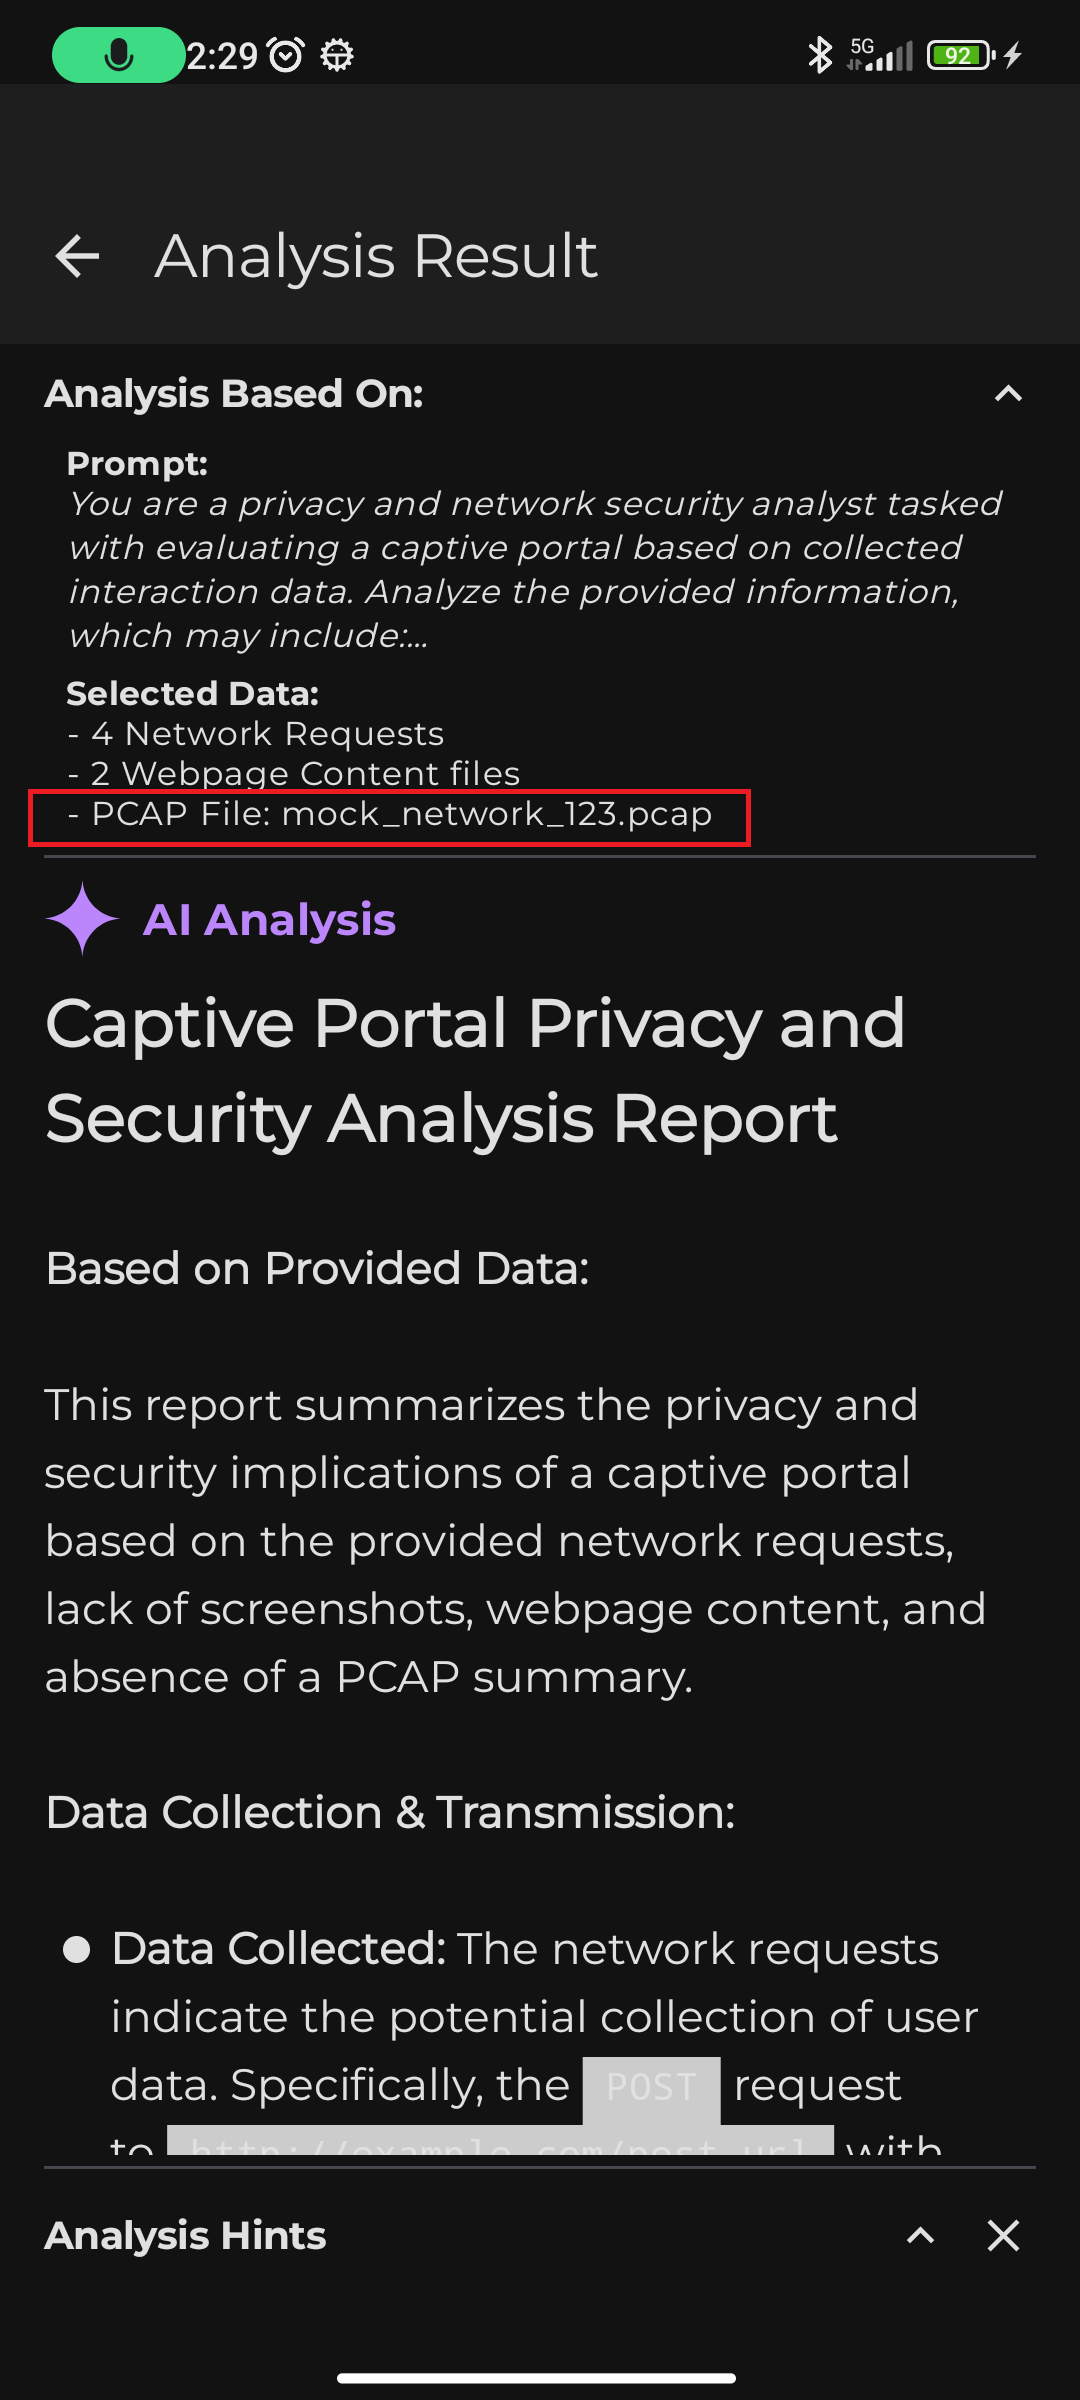 2:29
5G
92
Analysis Result
Analysis Based On:
Prompt:
You are a privacy and network security analyst tasked
with evaluating a captive portal based on collected
interaction data. Analyze the provided information,
which may include:...
Selected Data:
- 4 Network Requests
- 2 Webpage Content files
- PCAP File: mock_network_123.pcap
AI Analysis
Captive Portal Privacy and
Security Analysis Report
Based on Provided Data:
This report summarizes the privacy and
security implications of a captive portal
based on the provided network requests,
lack of screenshots, webpage content, and
absence of a PCAP summary.
Data Collection & Transmission:
Data Collected: The network requests
indicate the potential collection of user
data. Specifically, the POST request
to http://example.com/post_url with
Analysis Hints